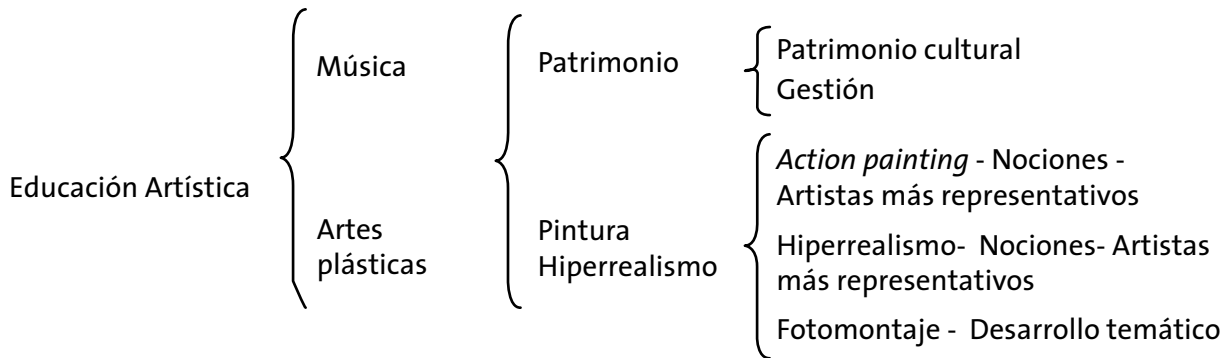 Educación Artística
Música
Artes
plásticas
Patrimonio
Pintura
Hiperrealismo
Patrimonio cultural
Gestión
Action painting - Nociones -
Artistas más representativos
Hiperrealismo-  Nociones- Artistas
más representativos
Fotomontaje -  Desarrollo temático